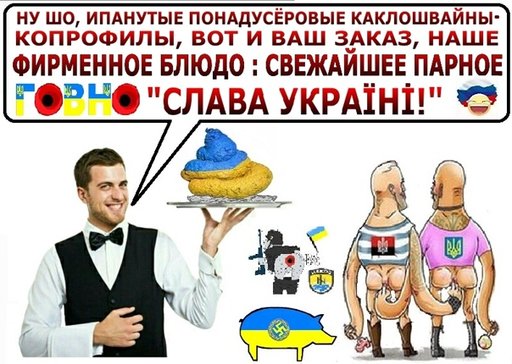 НУ ШО, ИПАНУТЫЕ ПОНАДУСЁРОВЫЕ КАКЛОШВАЙНЫ-
КОПРОФИЛЫ, ВОТ И ВАШ ЗАКАЗ, НАШЕ
ФИРМЕННОЕ БЛЮДО : СВЕЖАЙШЕЕ ПАРНОЕ
ГОВНО "СЛАВА УКРАЇНІ!"